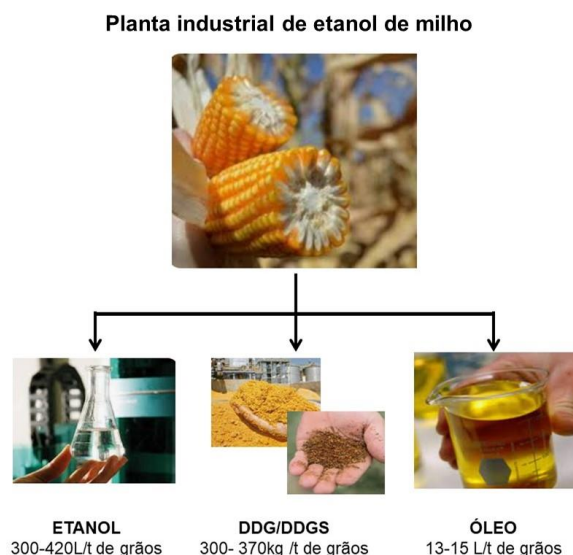 Planta industrial de etanol de milho
ETANOL
300-420L/t de grãos
DDG/DDGS
300- 370kg /t de grãos
ÓLEO
13-15 L/t de grãos